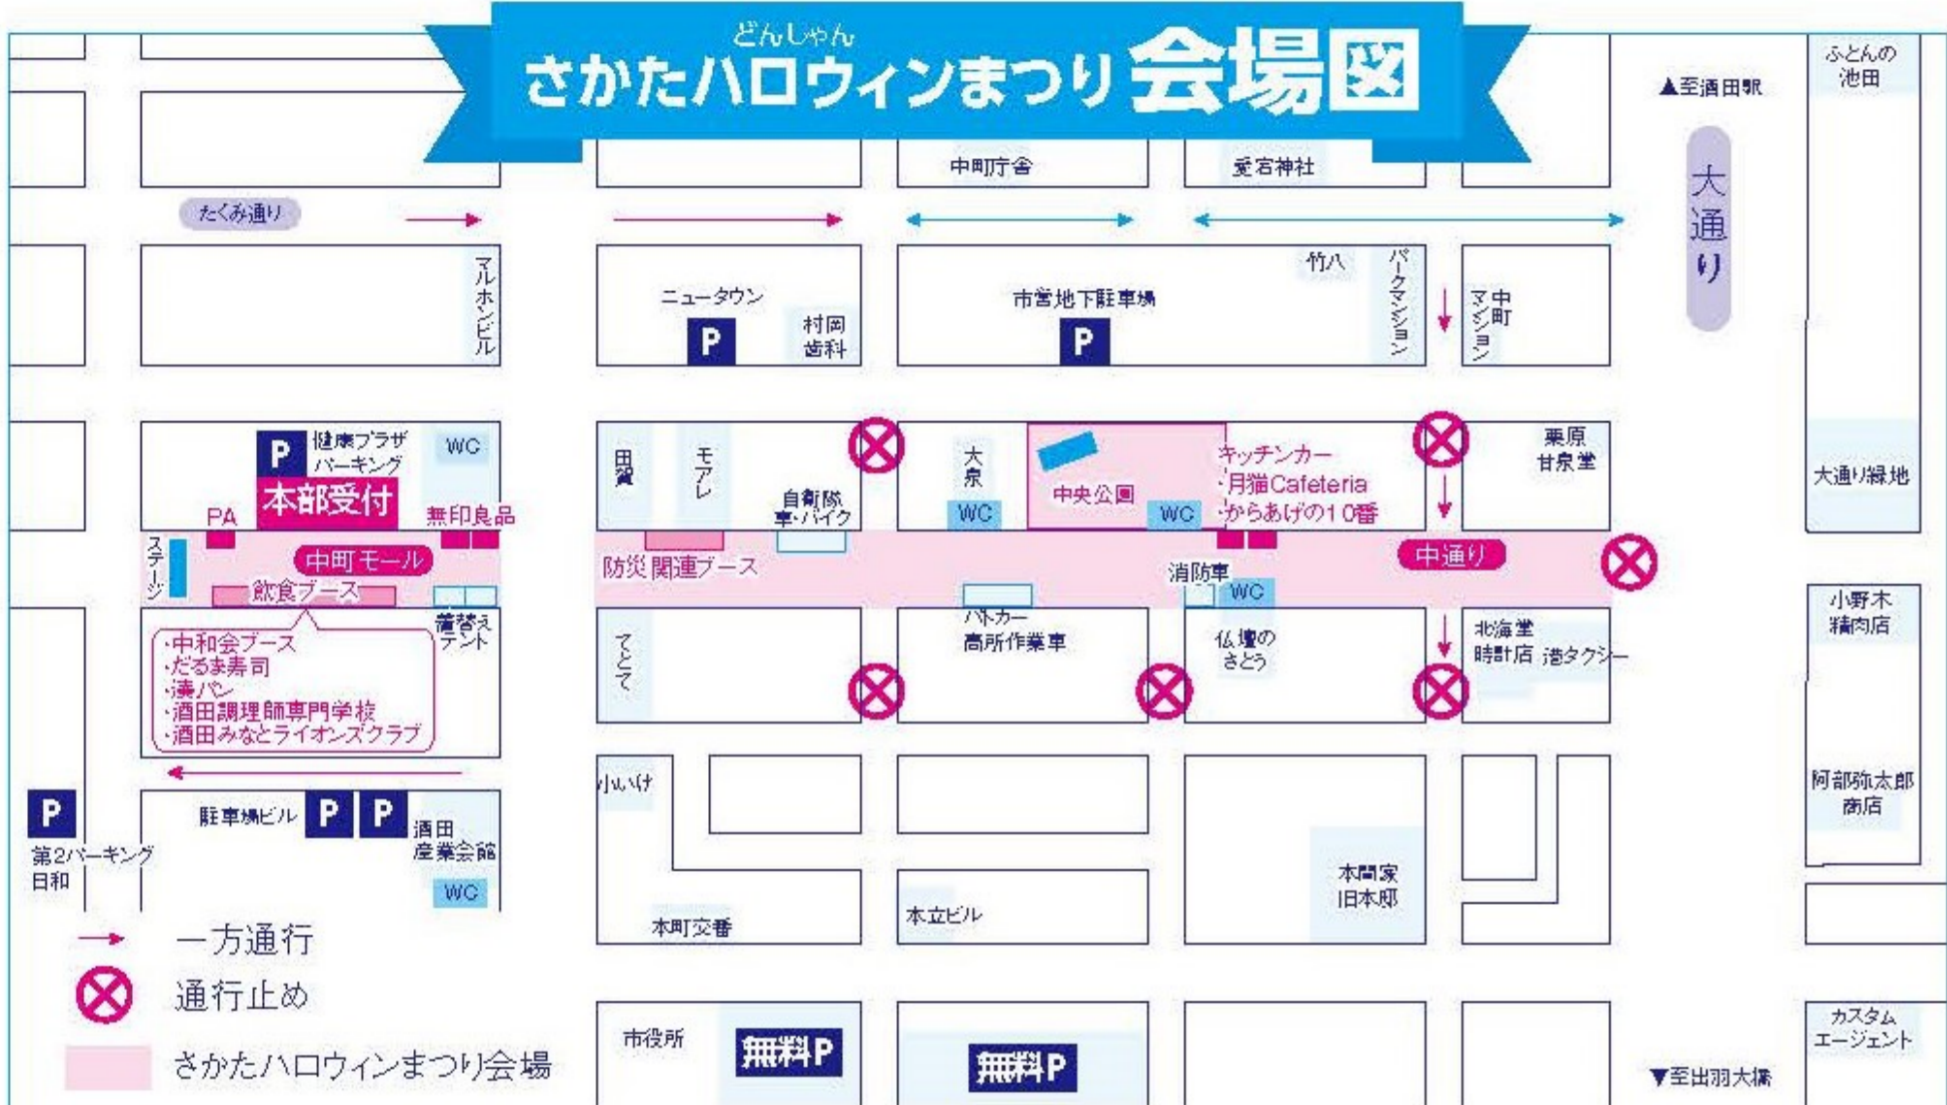 どんしゃん
さかたハロウィンまつり 会場図
ふとんの
池田
▲至酒田駅
中町庁舎
愛宕神社
たくみ通り
大通り
マルホンビル
ニュータウン
P
村岡
歯科
市営地下駐車場
P
竹八
パークマンション
中町
マンション
P
健康プラザ
パーキング
WC
本部受付
PA
無印良品
ステージ
中町モール
飲食ブース
着替え
テント
・中和会ブース
・だるま寿司
・湊パン
・酒田調理師専門学校
・酒田みなとライオンズクラブ
田賀
モアレ
自衛隊
車・バイク
防災関連ブース
大泉
WC
中央公園
WC
キッチンカー
・月猫Cafeteria
・からあげの10番
栗原
甘泉堂
大通り緑地
中通り
消防車
WC
パトカー
高所作業車
仏壇の
さとう
てとて
北海堂
時計店
港タクシー
小野木
精肉店
P
第2パーキング
日和
駐車場ビル
P
P
酒田
産業会館
WC
小いけ
本町交番
本立ビル
本間家
旧本邸
阿部弥太郎
商店
一方通行
通行止め
さかたハロウィンまつり会場
市役所
無料P
無料P
カスタム
エージェント
▼至出羽大橋